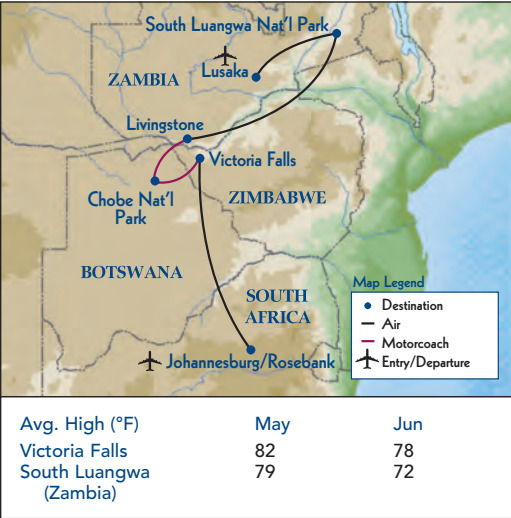 South Luangwa Nat'l Park
ZAMBIA
Lusaka
Livingstone
Victoria Falls
Chobe Nat'l
Park
ZIMBABWE
BOTSWANA
SOUTH
AFRICA
Johannesburg/Rosebank
Map Legend
Destination
Air
Motorcoach
Entry/Departure
Avg. High (°F) May Jun
Victoria Falls 82 78
South Luangwa 79 72
(Zambia)